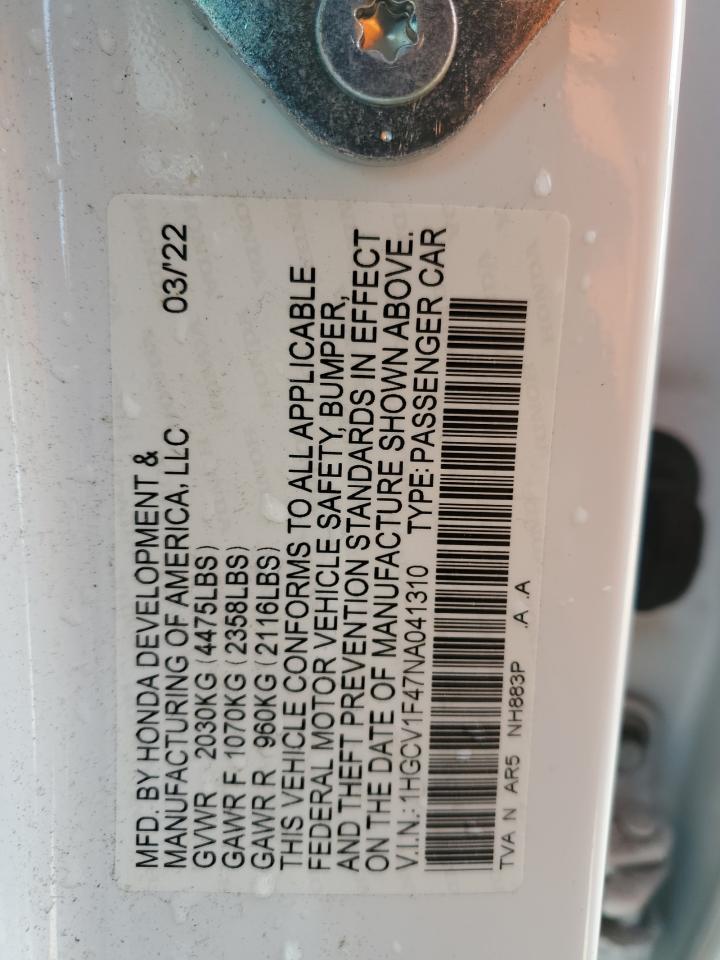 MFD. BY HONDA DEVELOPMENT &
MANUFACTURING OF AMERICA, LLC 03/'22
GVWR 2030KG (4475LBS)
GAWR F 1070KG (2358LBS)
GAWR R 960KG (2116LBS)
THIS VEHICLE CONFORMS TO ALL APPLICABLE
FEDERAL MOTOR VEHICLE SAFETY, BUMPER,
AND THEFT PREVENTION STANDARDS IN EFFECT
ON THE DATE OF MANUFACTURE SHOWN ABOVE.
V.I.N.: 1HGCV1F47NA041310 TYPE: PASSENGER CAR
TVA N AR5 NH883P .A .A